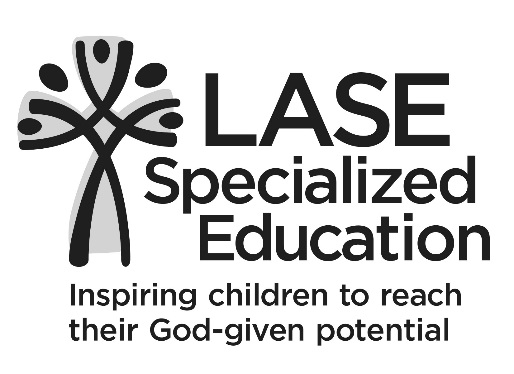 LASE
Specialized
Education
Inspiring children to reach
their God-given potential